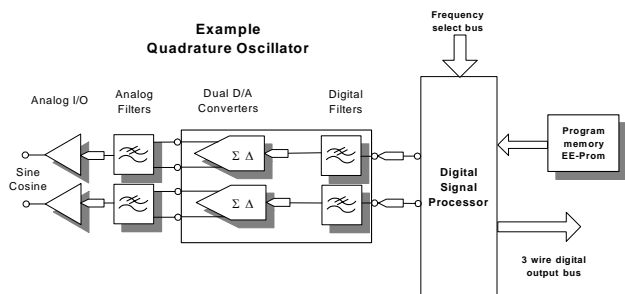 Example
Quadrature Oscillator
Frequency
select bus
Analog I/O
Analog
Filters
Dual D/A
Converters
Digital
Filters
Sine
Cosine
Σ Δ
Σ Δ
Digital
Signal
Processor
Program
memory
EE-Prom
3 wire digital
output bus